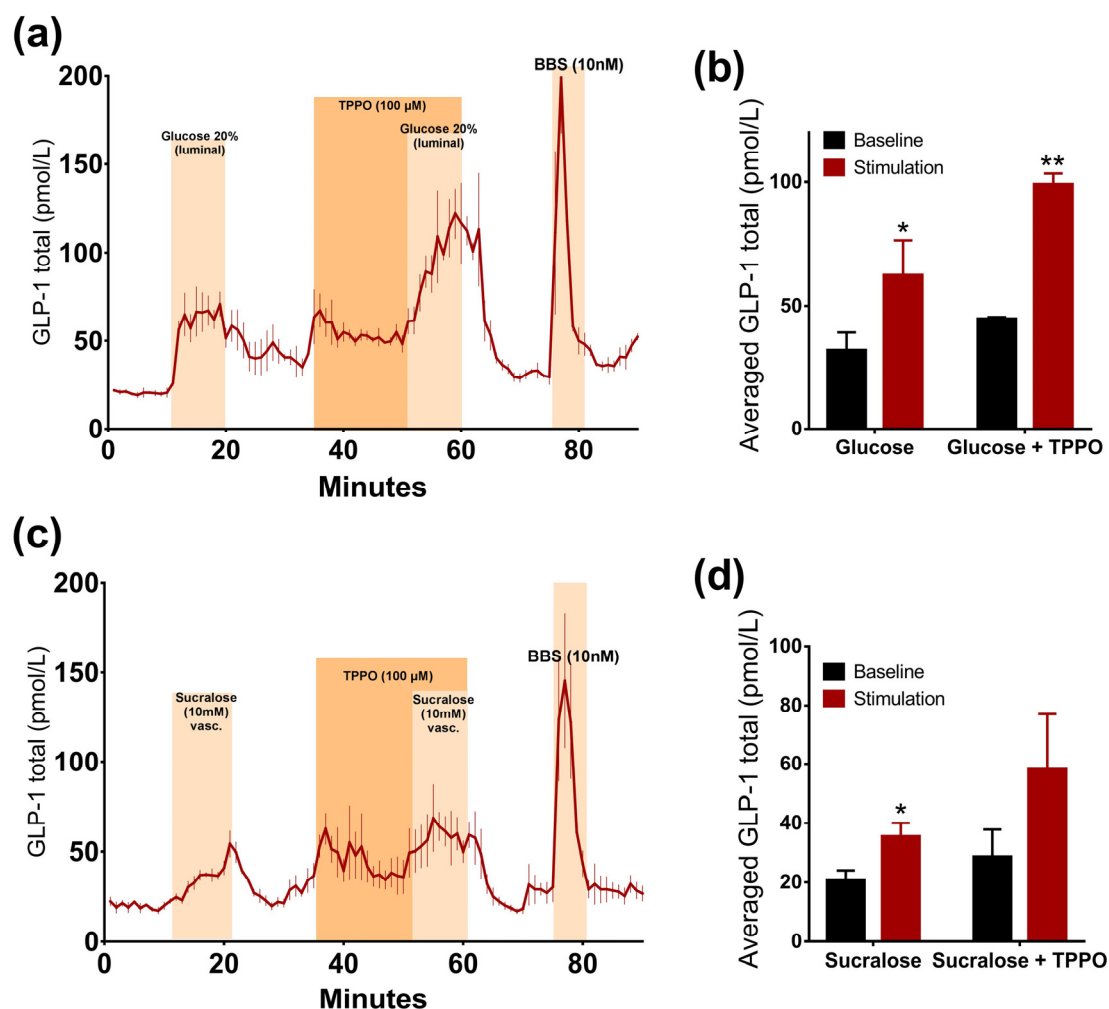 (a)
GLP-1 total (pmol/L)
200
150
100
50
0
0 20 40 60 80
Minutes
Glucose 20%
(luminal)
TPPO (100 µM)
Glucose 20%
(luminal)
BBS (10nM)
(b)
Averaged GLP-1 total (pmol/L)
100
50
0
Baseline
Stimulation
*
**
Glucose Glucose + TPPO
(c)
GLP-1 total (pmol/L)
200
150
100
50
0
0 20 40 60 80
Minutes
Sucralose
(10mM)
vasc.
TPPO (100 µM)
Sucralose
(10mM)
vasc.
BBS (10nM)
(d)
Averaged GLP-1 total (pmol/L)
100
80
60
40
20
0
Baseline
Stimulation
*
Sucralose Sucralose + TPPO